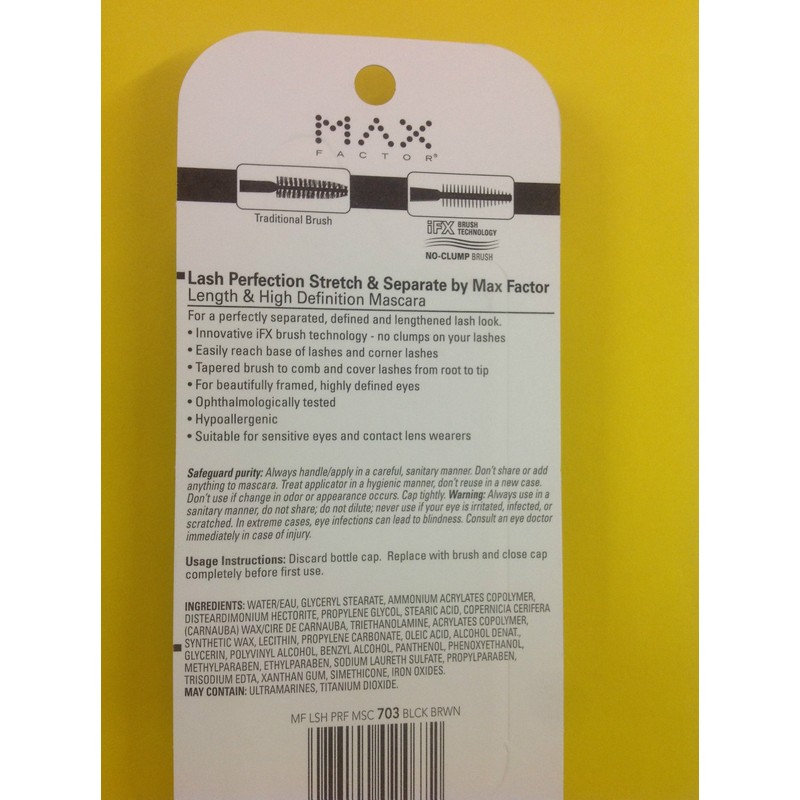 MAX
FACTOR®
Traditional Brush
iFX BRUSH TECHNOLOGY
NO-CLUMP BRUSH
Lash Perfection Stretch & Separate by Max Factor
Length & High Definition Mascara
For a perfectly separated, defined and lengthened lash look.
• Innovative iFX brush technology - no clumps on your lashes
• Easily reach base of lashes and corner lashes
• Tapered brush to comb and cover lashes from root to tip
• For beautifully framed, highly defined eyes
• Ophthalmologically tested
• Hypoallergenic
• Suitable for sensitive eyes and contact lens wearers
Safeguard purity: Always handle/apply in a careful, sanitary manner. Don't share or add
anything to mascara. Treat applicator in a hygienic manner, don't reuse in a new case.
Don't use if change in odor or appearance occurs. Cap tightly. Warning: Always use in a
sanitary manner, do not share; do not dilute; never use if your eye is irritated, infected, or
scratched. In extreme cases, eye infections can lead to blindness. Consult an eye doctor
immediately in case of injury.
Usage Instructions: Discard bottle cap. Replace with brush and close cap
completely before first use.
INGREDIENTS: WATER/EAU, GLYCERYL STEARATE, AMMONIUM ACRYLATES COPOLYMER,
DISTEARDIMONIUM HECTORITE, PROPYLENE GLYCOL, STEARIC ACID, COPERNICIA CERIFERA
(CARNAUBA) WAX/CIRE DE CARNAUBA, TRIETHANOLAMINE, ACRYLATES COPOLYMER,
SYNTHETIC WAX, LECITHIN, PROPYLENE CARBONATE, OLEIC ACID, ALCOHOL DENAT.,
GLYCERIN, POLYVINYL ALCOHOL, BENZYL ALCOHOL, PANTHENOL, PHENOXYETHANOL,
METHYLPARABEN, ETHYLPARABEN, SODIUM LAURETH SULFATE, PROPYLPARABEN,
TRISODIUM EDTA, XANTHAN GUM, SIMETHICONE, IRON OXIDES.
MAY CONTAIN: ULTRAMARINES, TITANIUM DIOXIDE.
MF LSH PRF MSC 703 BLCK BRWN